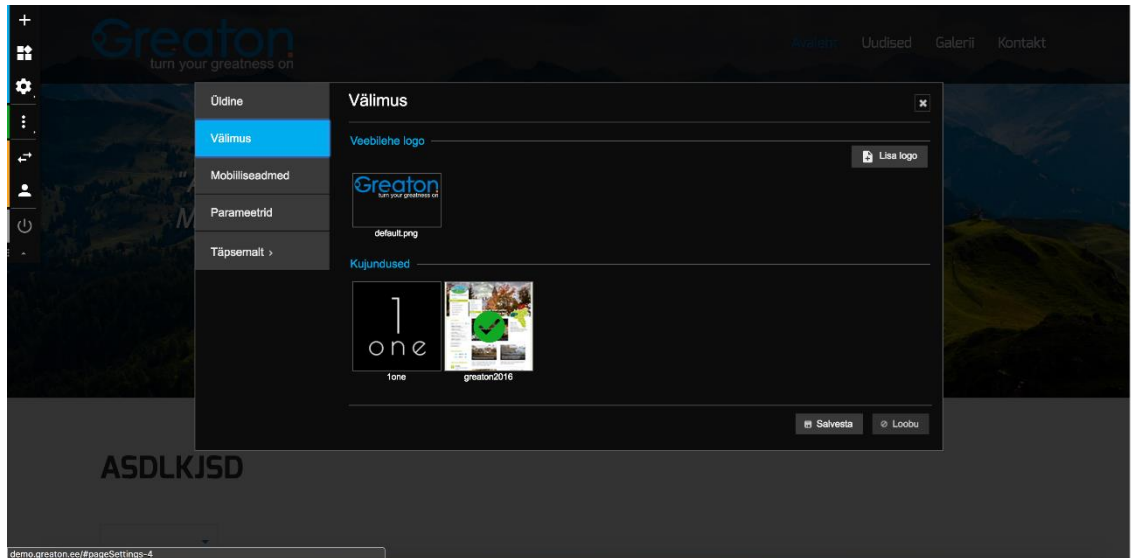 Greaton
turn your greatness on
Avaleht Uudised Galerii Kontakt
Üldine
Välimus
Mobiiliseadmed
Parameetrid
Täpsemalt ›
Välimus
Veebilehe logo
Lisa logo
Greaton
turn your greatness on
default.png
Kujundused
1
one
1one
greaton2016
Salvesta
Loobu
ASDLKJSD
demo.greaton.ee/#pageSettings-4